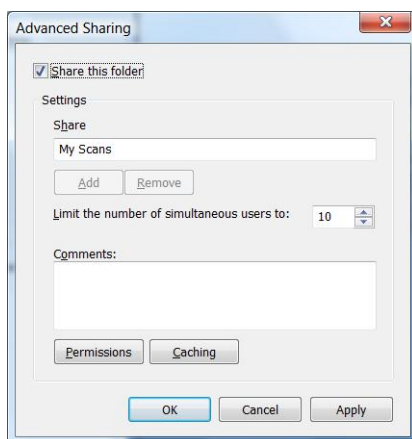 Advanced Sharing
Share this folder
Settings
Share
My Scans
Add Remove
Limit the number of simultaneous users to: 10
Comments:
Permissions Caching
OK Cancel Apply